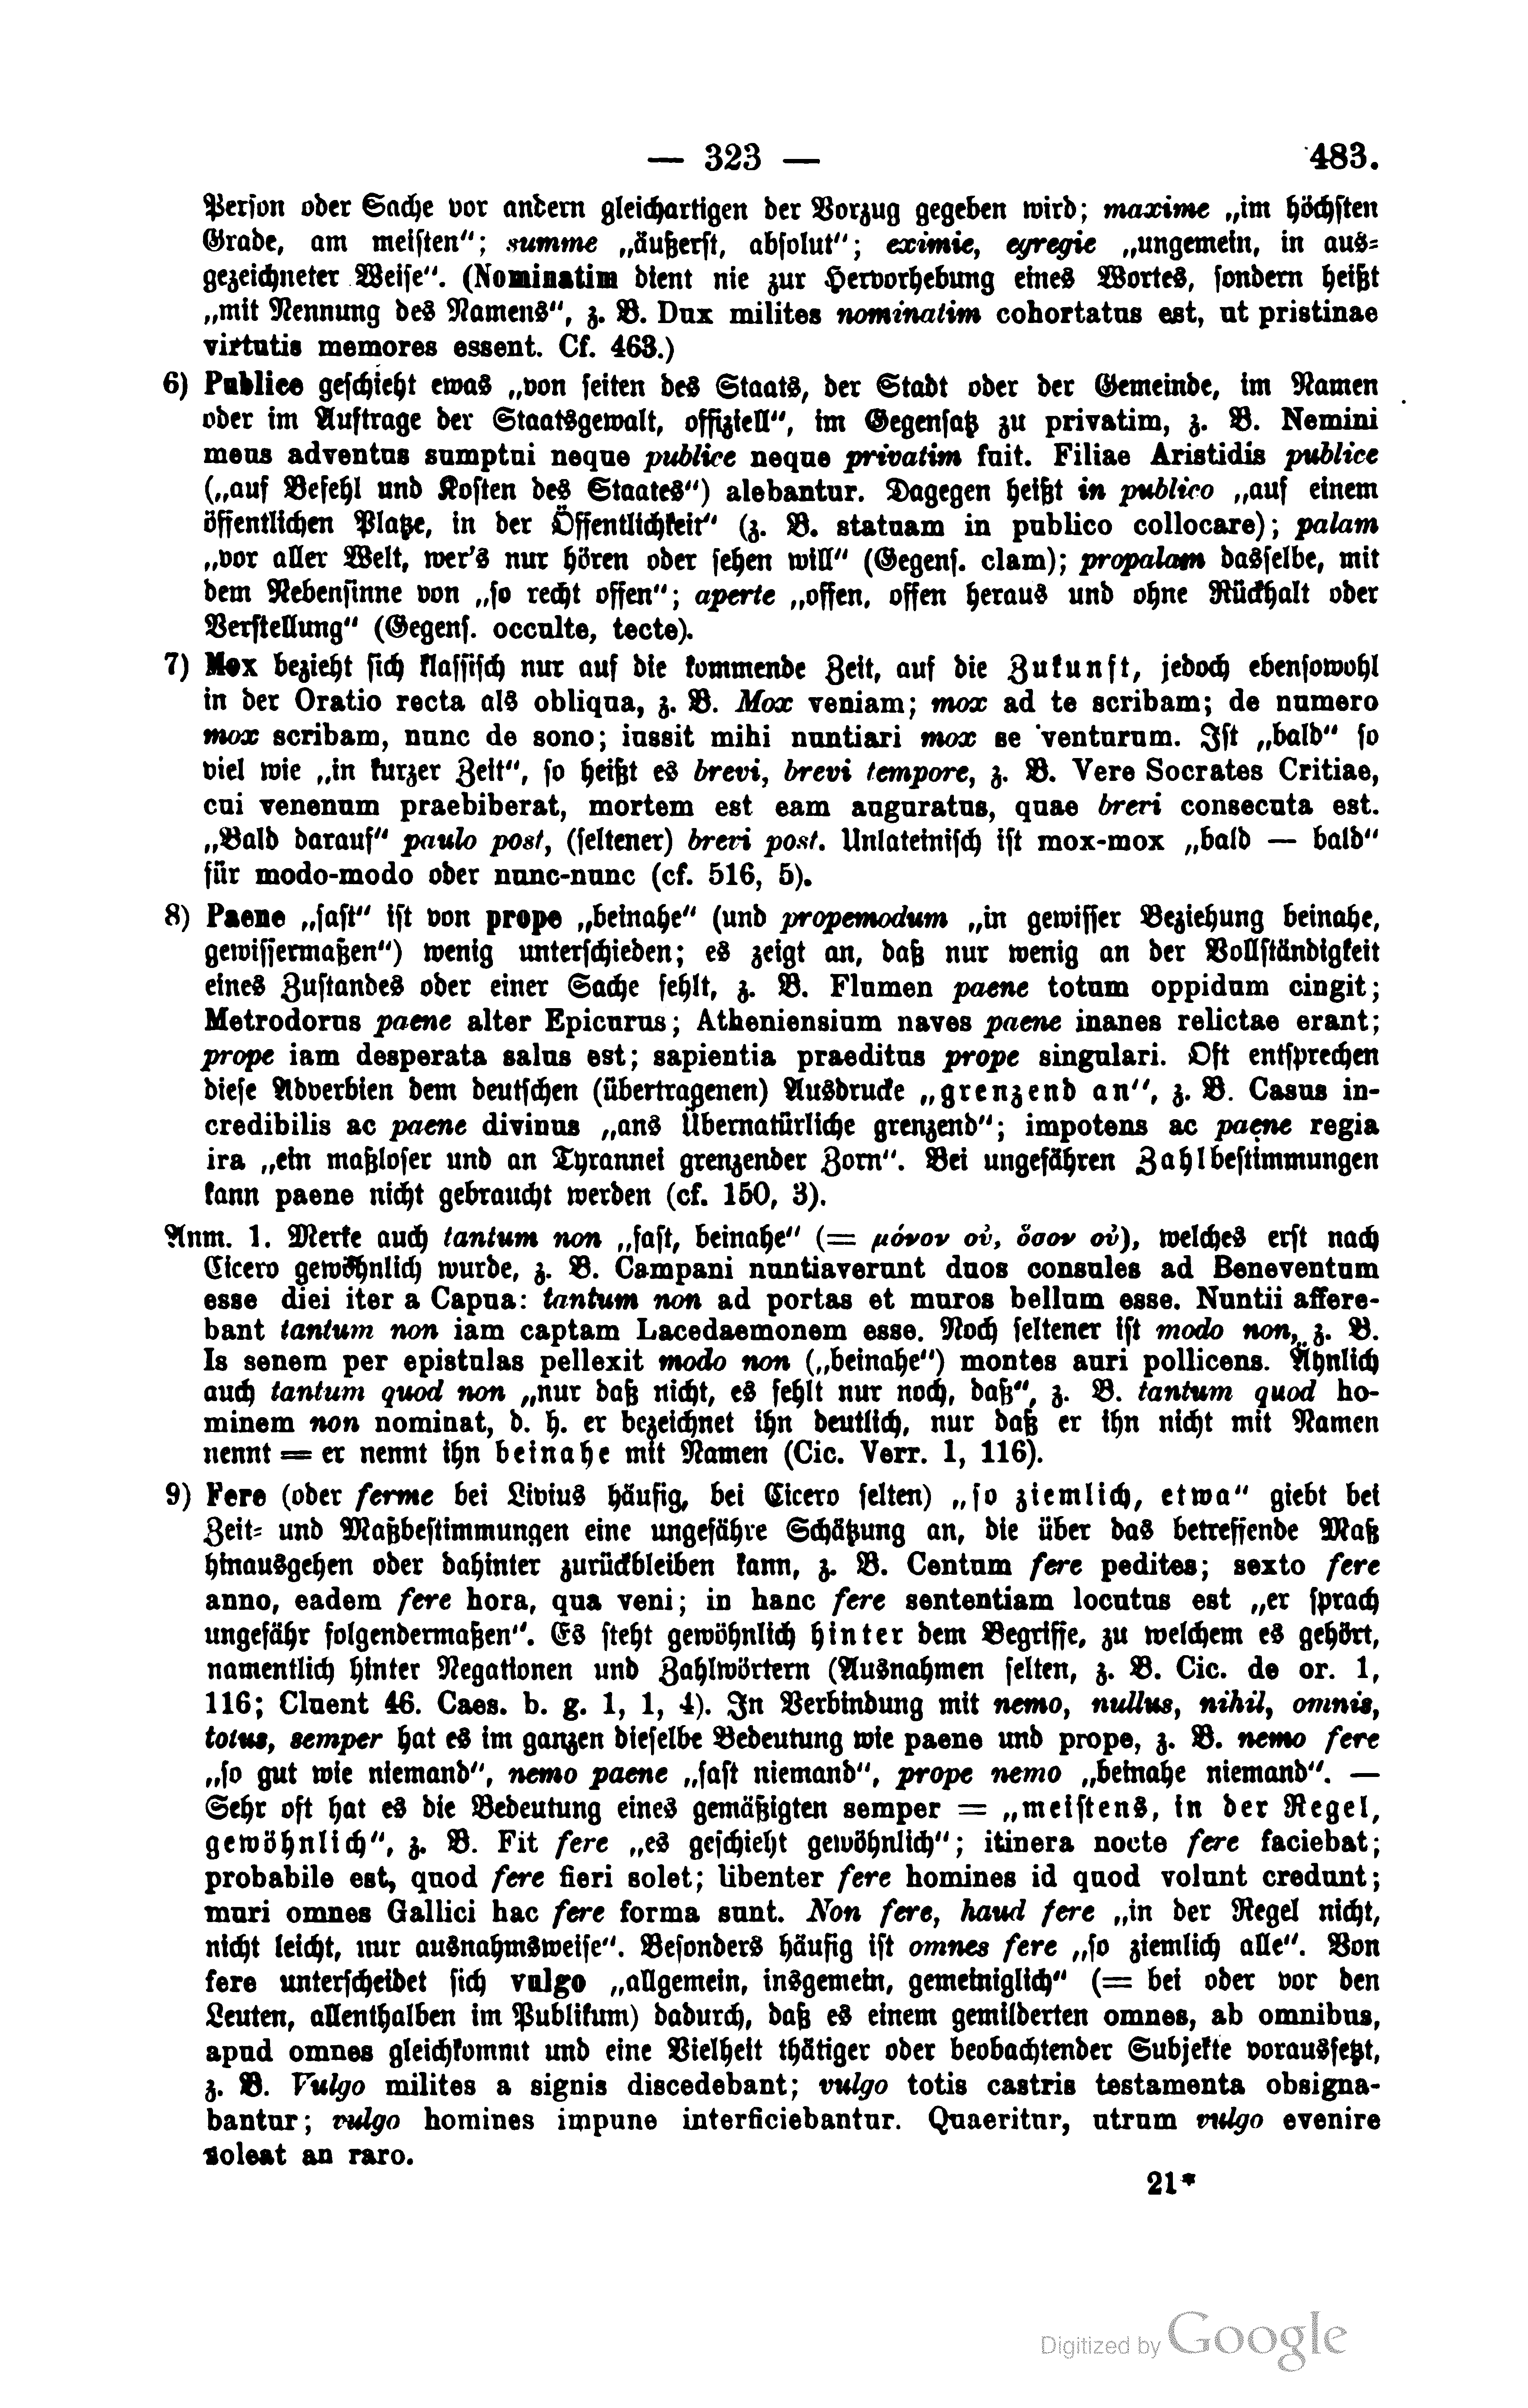 — 323 — 483.
Person oder Sache vor andern gleichartigen der Vorzug gegeben wird; maxime „im höchsten
Grade, am meisten“; summe „äußerst, absolut“; eximie, egregie „ungemein, in aus-
gezeichneter Weise“. (Nominatim dient nie zur Hervorhebung eines Wortes, sondern heißt
„mit Nennung des Namens“, z. B. Dux milites nominatim cohortatus est, ut pristinae
virtutis memores essent. Cf. 463.)
6) Publice geschieht etwas „von seiten des Staats, der Stadt oder der Gemeinde, im Namen
oder im Auftrage der Staatsgewalt, offiziell“, im Gegensatz zu privatim, z. B. Nemini
meus adventus sumptui neque publice neque privatim fuit. Filiae Aristidis publice
(„auf Befehl und Kosten des Staates“) alebantur. Dagegen heißt in publico „auf einem
öffentlichen Platze, in der Öffentlichkeit“ (z. B. statuam in publico collocare); palam
„vor aller Welt, wer's nur hören oder sehen will“ (Gegens. clam); propalam dasselbe, mit
dem Nebensinne von „so recht offen“; aperte „offen, offen heraus und ohne Rückhalt oder
Verstellung“ (Gegens. occulte, tecte).
7) Mox bezieht sich klassisch nur auf die kommende Zeit, auf die Zukunft, jedoch ebensowohl
in der Oratio recta als obliqua, z. B. Mox veniam; mox ad te scribam; de numero
mox scribam, nunc de sono; iussit mihi nuntiari mox se venturum. Ist „bald“ so
viel wie „in kurzer Zeit“, so heißt es brevi, brevi tempore, z. B. Vere Socrates Critiae,
cui venenum praebiberat, mortem est eam auguratus, quae brevi consecuta est.
„Bald darauf“ paulo post, (seltener) brevi post. Unlateinisch ist mox-mox „bald — bald“
für modo-modo oder nunc-nunc (cf. 516, 5).
8) Paene „fast“ ist von prope „beinahe“ (und propemodum „in gewisser Beziehung beinahe,
gewissermaßen“) wenig unterschieden; es zeigt an, daß nur wenig an der Vollständigkeit
eines Zustandes oder einer Sache fehlt, z. B. Flumen paene totum oppidum cingit;
Metrodorus paene alter Epicurus; Atheniensium naves paene inanes relictae erant;
prope iam desperata salus est; sapientia praeditus prope singulari. Oft entsprechen
diese Adverbien dem deutschen (übertragenen) Ausdrucke „grenzend an“, z. B. Casus in-
credibilis ac paene divinus „ans Übernatürliche grenzend“; impotens ac paene regia
ira „ein maßloser und an Tyrannei grenzender Zorn“. Bei ungefähren Zahlbestimmungen
kann paene nicht gebraucht werden (cf. 150, 3).
Anm. 1. Merke auch tantum non „fast, beinahe“ (= μόνον οὐ, ὅσον οὐ), welches erst nach
Cicero gewöhnlich wurde, z. B. Campani nuntiaverunt duos consules ad Beneventum
esse diei iter a Capua: tantum non ad portas et muros bellum esse. Nuntii affere-
bant tantum non iam captam Lacedaemonem esse. Noch seltener ist modo non, z. B.
Is senem per epistulas pellexit modo non („beinahe“) montes auri pollicens. Ähnlich
auch tantum quod non „nur daß nicht, es fehlt nur noch, daß“, z. B. tantum quod ho-
minem non nominat, d. h. er bezeichnet ihn deutlich, nur daß er ihn nicht mit Namen
nennt = er nennt ihn beinahe mit Namen (Cic. Verr. 1, 116).
9) Fere (oder ferme bei Livius häufig, bei Cicero selten) „so ziemlich, etwa“ giebt bei
Zeit- und Maßbestimmungen eine ungefähre Schätzung an, die über das betreffende Maß
hinausgehen oder dahinter zurückbleiben kann, z. B. Centum fere pedites; sexto fere
anno, eadem fere hora, qua veni; in hanc fere sententiam locutus est „er sprach
ungefähr folgendermaßen“. Es steht gewöhnlich hinter dem Begriffe, zu welchem es gehört,
namentlich hinter Negationen und Zahlwörtern (Ausnahmen selten, z. B. Cic. de or. 1,
116; Cluent 46. Caes. b. g. 1, 1, 4). In Verbindung mit nemo, nullus, nihil, omnis,
totus, semper hat es im ganzen dieselbe Bedeutung wie paene und prope, z. B. nemo fere
„so gut wie niemand“, nemo paene „fast niemand“, prope nemo „beinahe niemand“. —
Sehr oft hat es die Bedeutung eines gemäßigten semper = „meistens, in der Regel,
gewöhnlich“, z. B. Fit fere „es geschieht gewöhnlich“; itinera nocte fere faciebat;
probabile est, quod fere fieri solet; libenter fere homines id quod volunt credunt;
muri omnes Gallici hac fere forma sunt. Non fere, haud fere „in der Regel nicht,
nicht leicht, nur ausnahmsweise“. Besonders häufig ist omnes fere „so ziemlich alle“. Von
fere unterscheidet sich vulgo „allgemein, insgemein, gemeiniglich“ (= bei oder vor den
Leuten, allenthalben im Publikum) dadurch, daß es einem gemilderten omnes, ab omnibus,
apud omnes gleichkommt und eine Vielheit thätiger oder beobachtender Subjekte voraussetzt,
z. B. Vulgo milites a signis discedebant; vulgo totis castris testamenta obsigna-
bantur; vulgo homines impune interficiebantur. Quaeritur, utrum vulgo evenire
soleat an raro.
21*
Digitized by Google